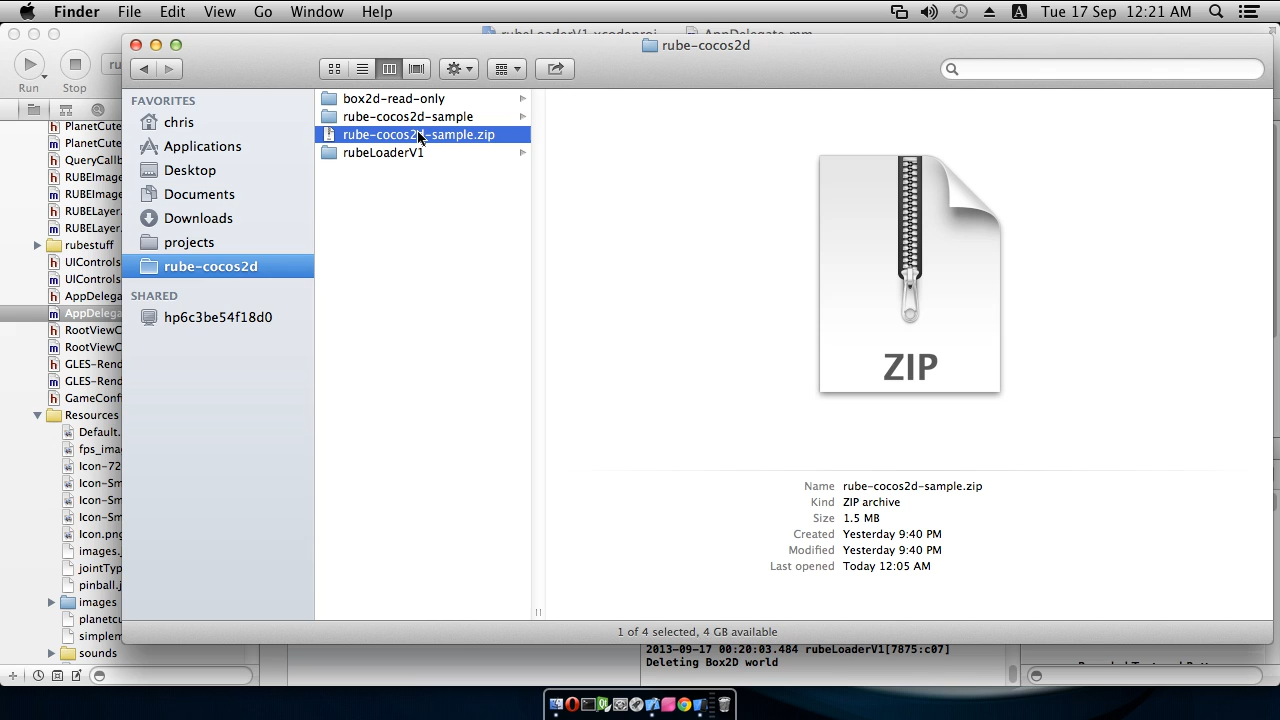 Finder File Edit View Go Window Help
Tue 17 Sep 12:21 AM
rube-cocos2d
Run
Stop
FAVORITES
chris
Applications
Desktop
Documents
Downloads
projects
rube-cocos2d
SHARED
hp6c3be54f18d0
box2d-read-only
rube-cocos2d-sample
rube-cocos2d-sample.zip
rubeLoaderV1
ZIP
Name rube-cocos2d-sample.zip
Kind ZIP archive
Size 1.5 MB
Created Yesterday 9:40 PM
Modified Yesterday 9:40 PM
Last opened Today 12:05 AM
1 of 4 selected, 4 GB available
PlanetCute
PlanetCute
QueryCallb
RUBEImage
RUBEImage
RUBELayer.
RUBELayer.
rubestuff
UIControls
UIControls
AppDelega
AppDelega
RootViewC
RootViewC
GLES-Rend
GLES-Rend
GameConfi
Resources
Default.
fps_imag
Icon-72
Icon-Sm
Icon-Sm
Icon-Sm
Icon.png
images.
jointTyp
pinball.j
images
planetcu
simplem
sounds
2013-09-17 00:20:03.484 rubeLoaderV1[7875:c07]
Deleting Box2D world